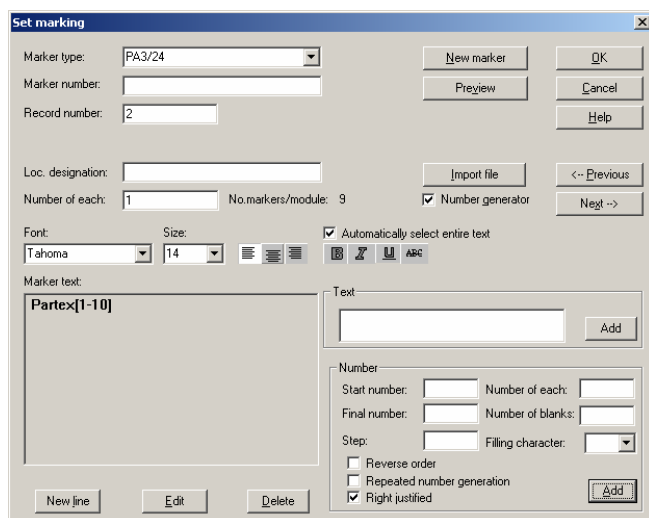 Set marking
Marker type: PA3/24 New marker OK
Marker number: Preview Cancel
Record number: 2 Help
Loc. designation: Import file <-- Previous
Number of each: 1 No.markers/module: 9 Number generator Next -->
Font: Size: Automatically select entire text
Tahoma 14 B I U ABC
Marker text: Text
Partex[1-10]
Add
Number
Start number: Number of each:
Final number: Number of blanks:
Step: Filling character:
Reverse order
Repeated number generation
Right justified Add
New line Edit Delete